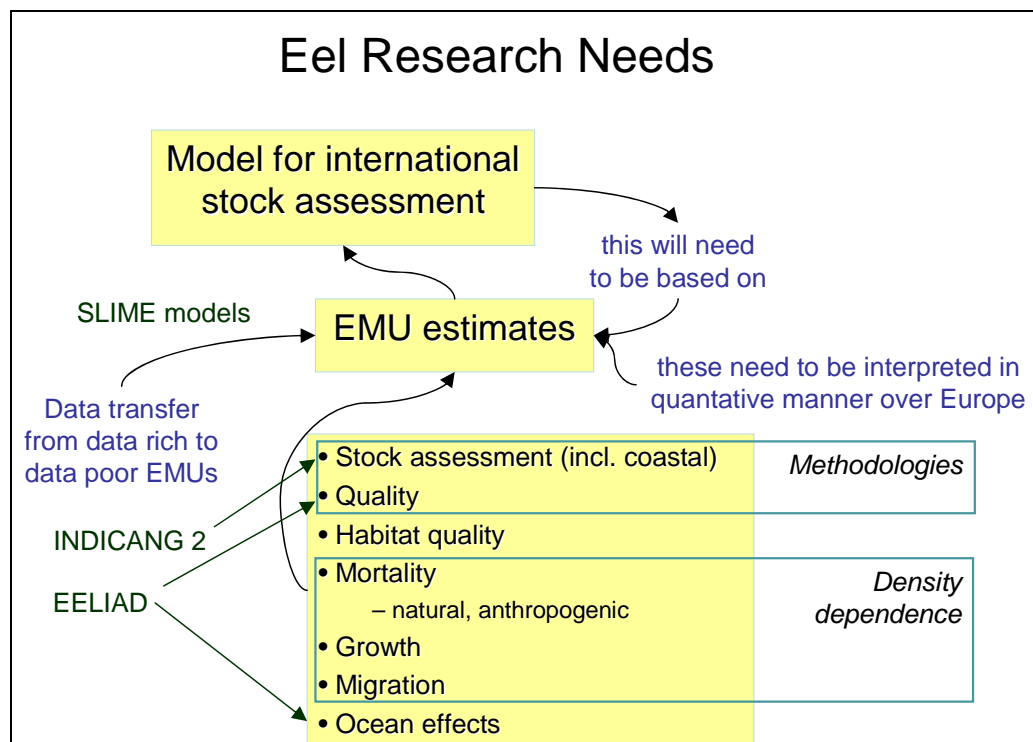 Eel Research Needs
Model for international
stock assessment
this will need
to be based on
SLIME models
EMU estimates
these need to be interpreted in
quantative manner over Europe
Data transfer
from data rich to
data poor EMUs
• Stock assessment (incl. coastal)
Methodologies
• Quality
INDICANG 2
• Habitat quality
EELIAD
• Mortality
– natural, anthropogenic
Density
dependence
• Growth
• Migration
• Ocean effects